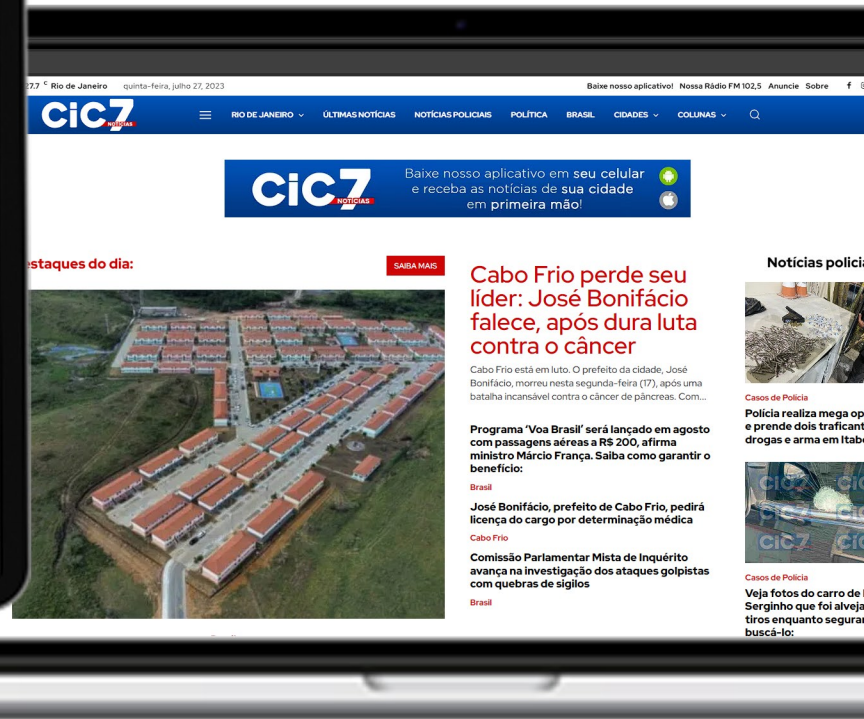 27.7 C Rio de Janeiro quinta-feira, julho 27, 2023
Baixe nosso aplicativo! Nossa Rádio FM 102,5 Anuncie Sobre
CiC7
NOTÍCIAS
RIO DE JANEIRO ÚLTIMAS NOTÍCIAS NOTÍCIAS POLICIAIS POLÍTICA BRASIL CIDADES COLUNAS
CiC7
NOTÍCIAS
Baixe nosso aplicativo em seu celular
e receba as notícias de sua cidade
em primeira mão!
staques do dia:
SAIBA MAIS
Cabo Frio perde seu
líder: José Bonifácio
falece, após dura luta
contra o câncer
Cabo Frio está em luto. O prefeito da cidade, José
Bonifácio, morreu nesta segunda-feira (17), após uma
batalha incansável contra o câncer de pâncreas. Com...
Programa ‘Voa Brasil’ será lançado em agosto
com passagens aéreas a R$ 200, afirma
ministro Márcio França. Saiba como garantir o
benefício:
Brasil
José Bonifácio, prefeito de Cabo Frio, pedirá
licença do cargo por determinação médica
Cabo Frio
Comissão Parlamentar Mista de Inquérito
avança na investigação dos ataques golpistas
com quebras de sigilos
Brasil
Notícias policia
Casos de Polícia
Polícia realiza mega op
e prende dois traficant
drogas e arma em Itab
CiC7
CiC7
CiC7
Casos de Polícia
Veja fotos do carro de
Serginho que foi alveja
tiros enquanto segura
buscá-lo: